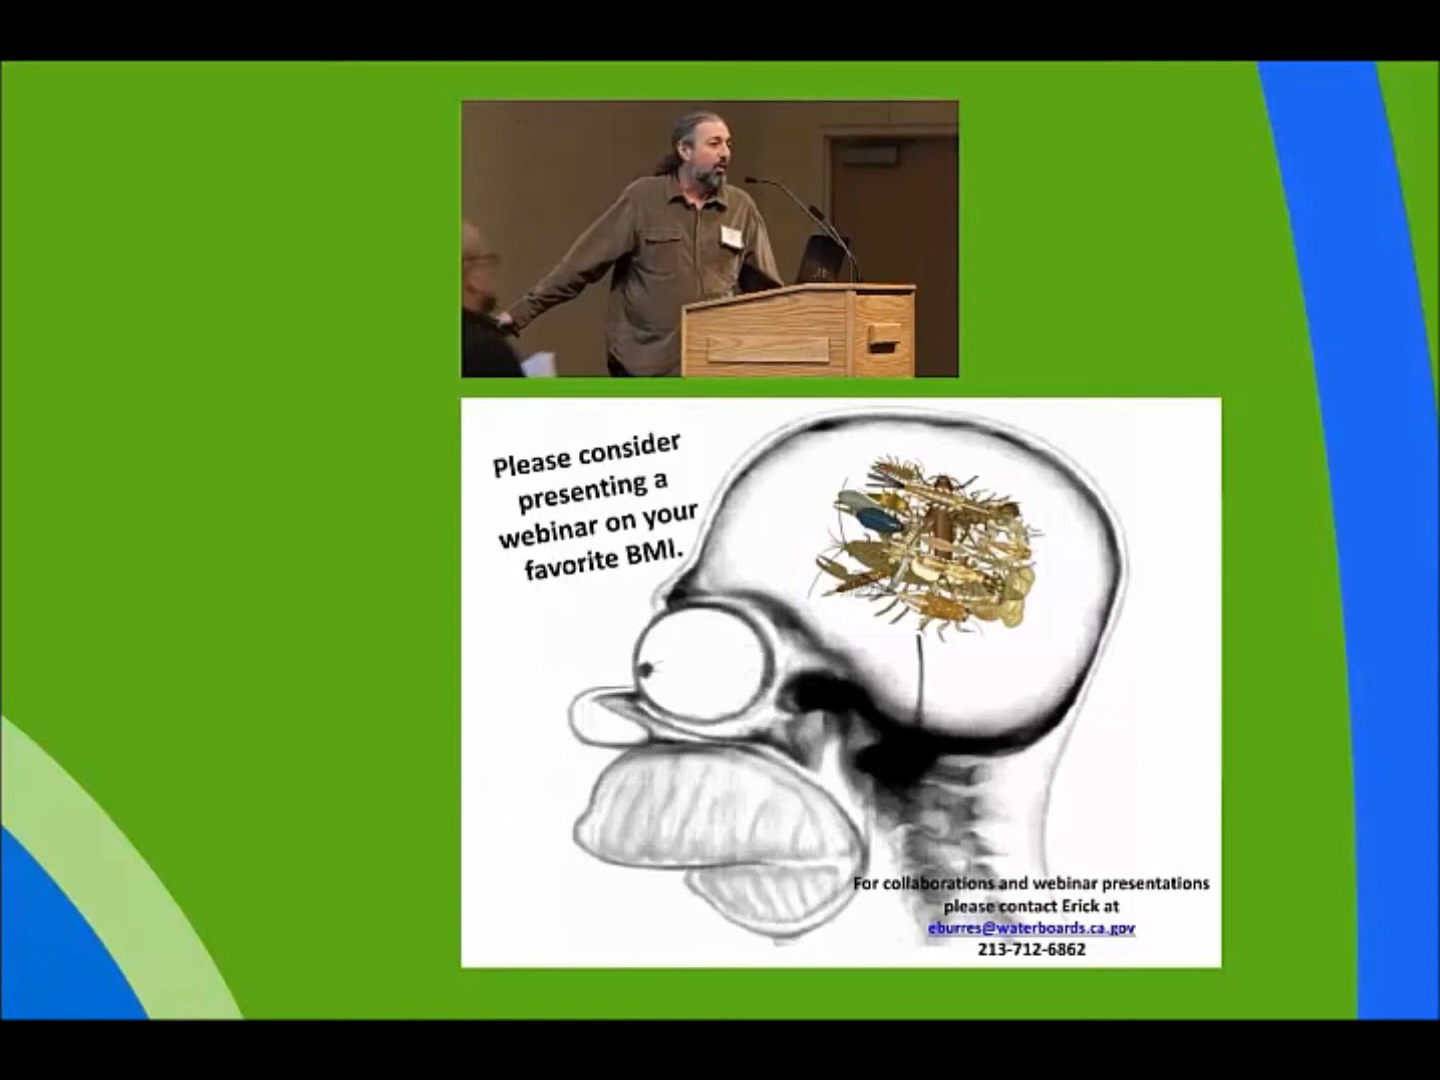 Please consider
presenting a
webinar on your
favorite BMI.
For collaborations and webinar presentations
please contact Erick at
eburres@waterboards.ca.gov
213-712-6862